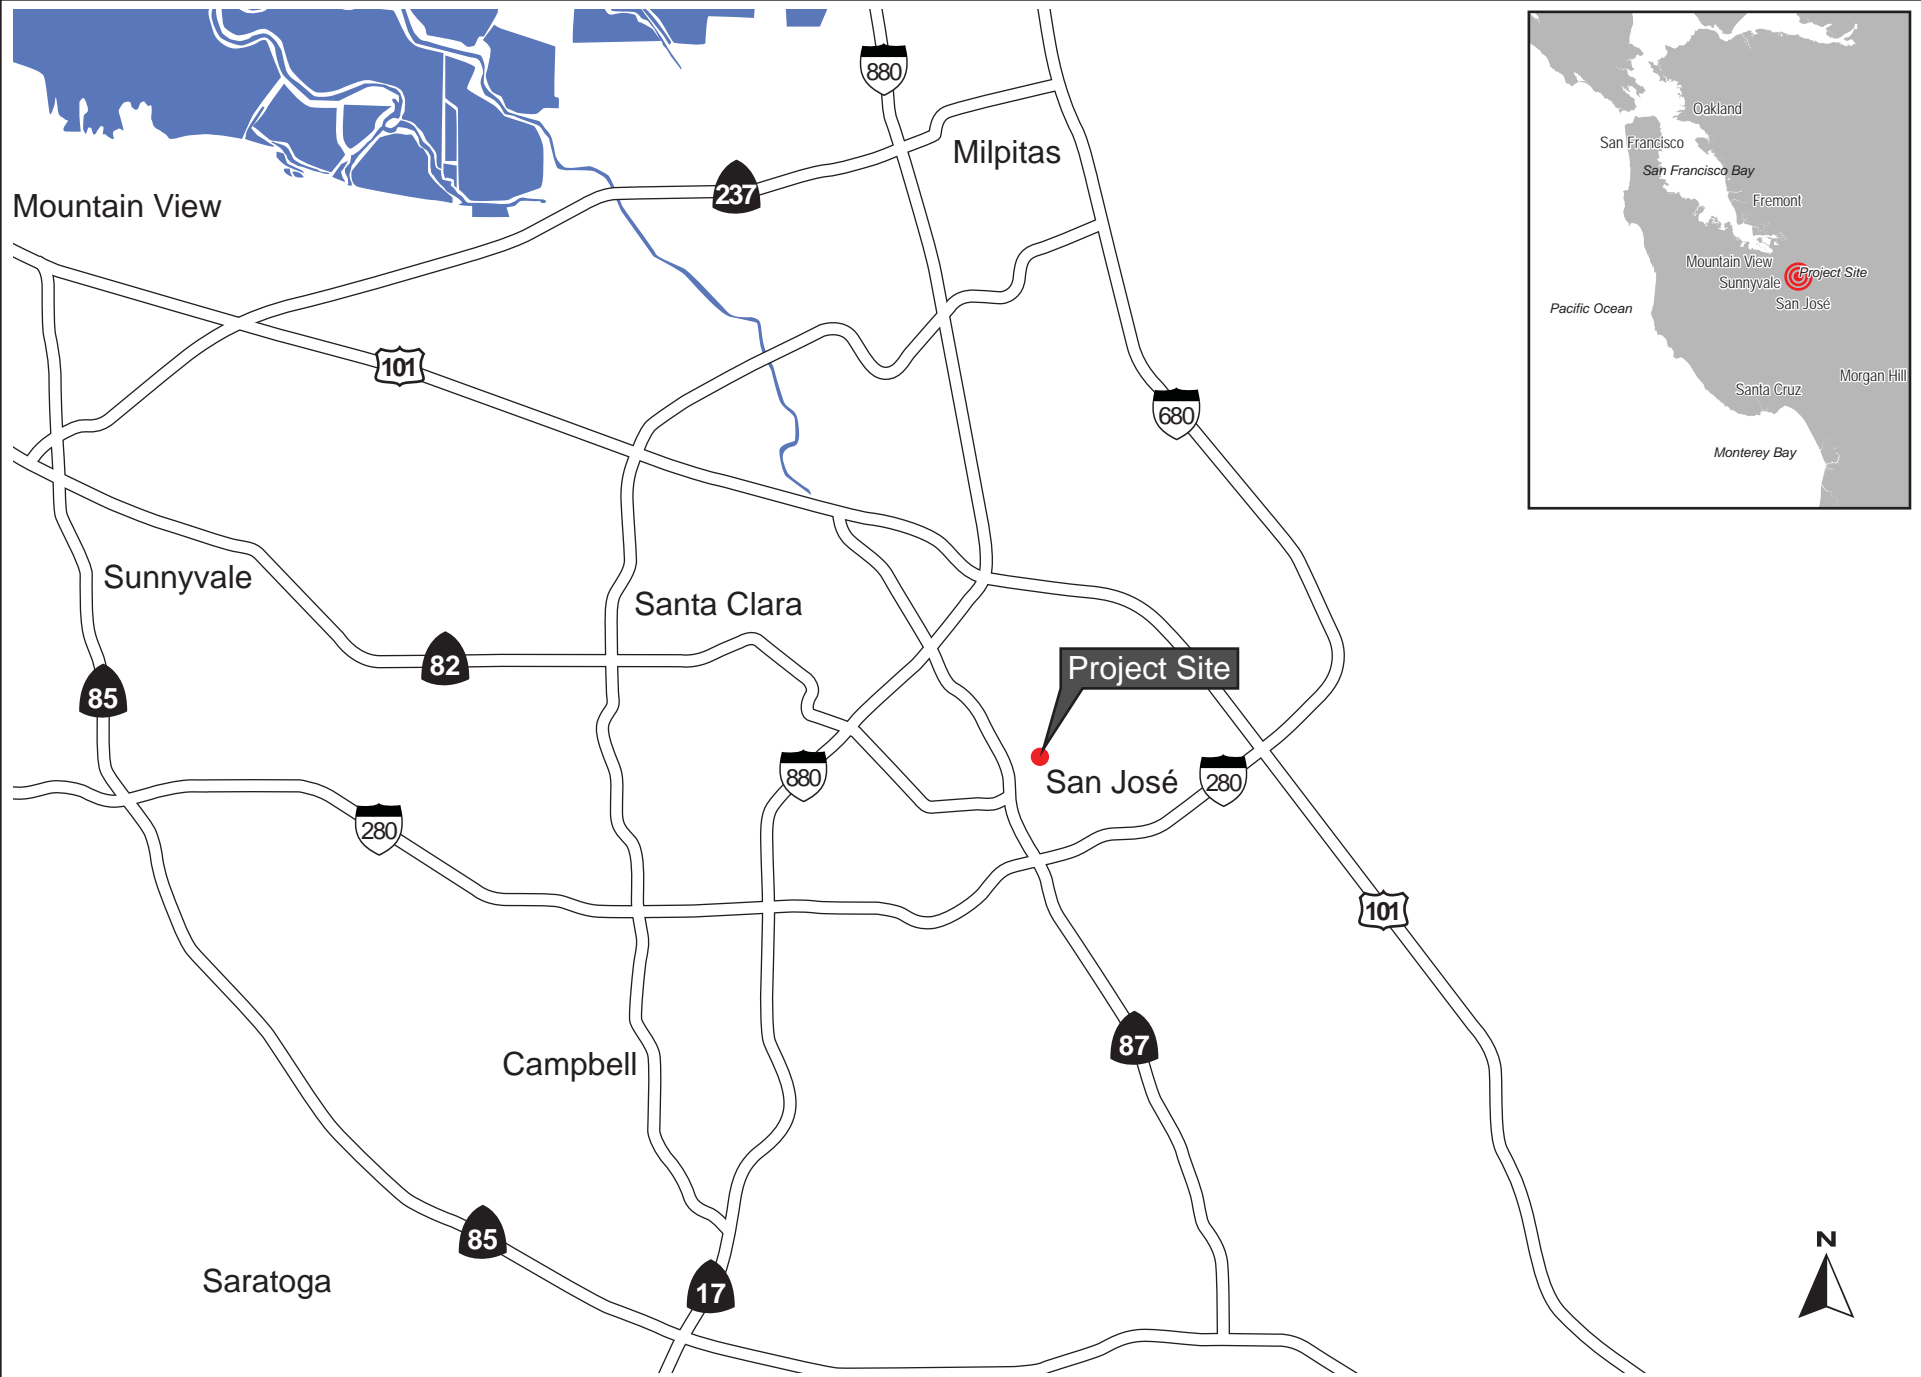 880
Milpitas
237
Mountain View
101
680
Sunnyvale
Santa Clara
82
Project Site
85
880
San José
280
280
101
87
Campbell
85
17
Saratoga
N
Oakland
San Francisco
San Francisco Bay
Fremont
Mountain View
Project Site
Sunnyvale
San José
Pacific Ocean
Morgan Hill
Santa Cruz
Monterey Bay